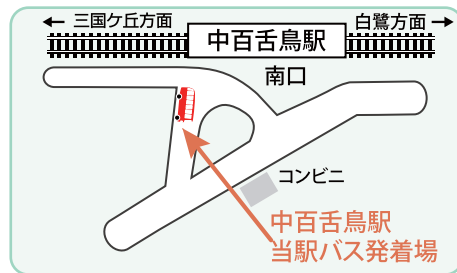 三国ケ丘方面
白鷺方面
中百舌鳥駅
南口
コンビニ
中百舌鳥駅
当駅バス発着場